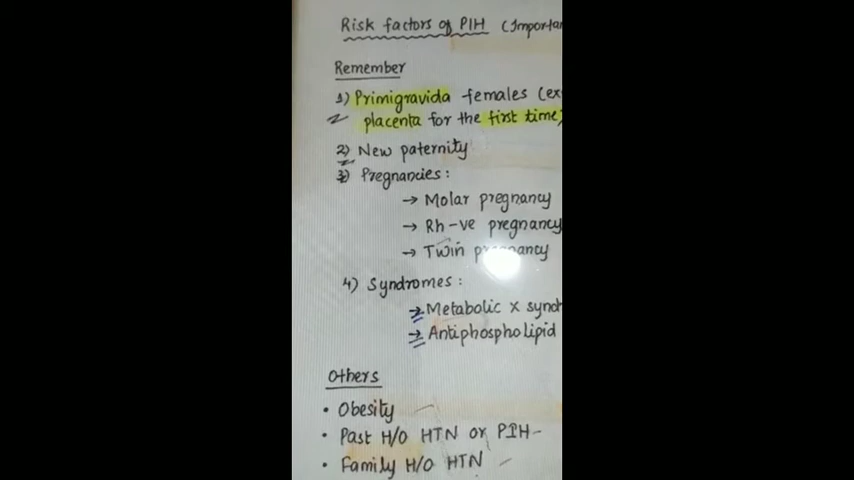 Risk factors of PIH (Importan
Remember
1) Primigravida females (ex
placenta for the first time)
2) New paternity
3) Pregnancies:
→ Molar pregnancy
→ Rh-ve pregnancy
→ Twin pregnancy
4) Syndromes:
→ Metabolic X synd
→ Antiphospholipid
Others
• Obesity
• Past H/O HTN or PIH-
• Family H/O HTN